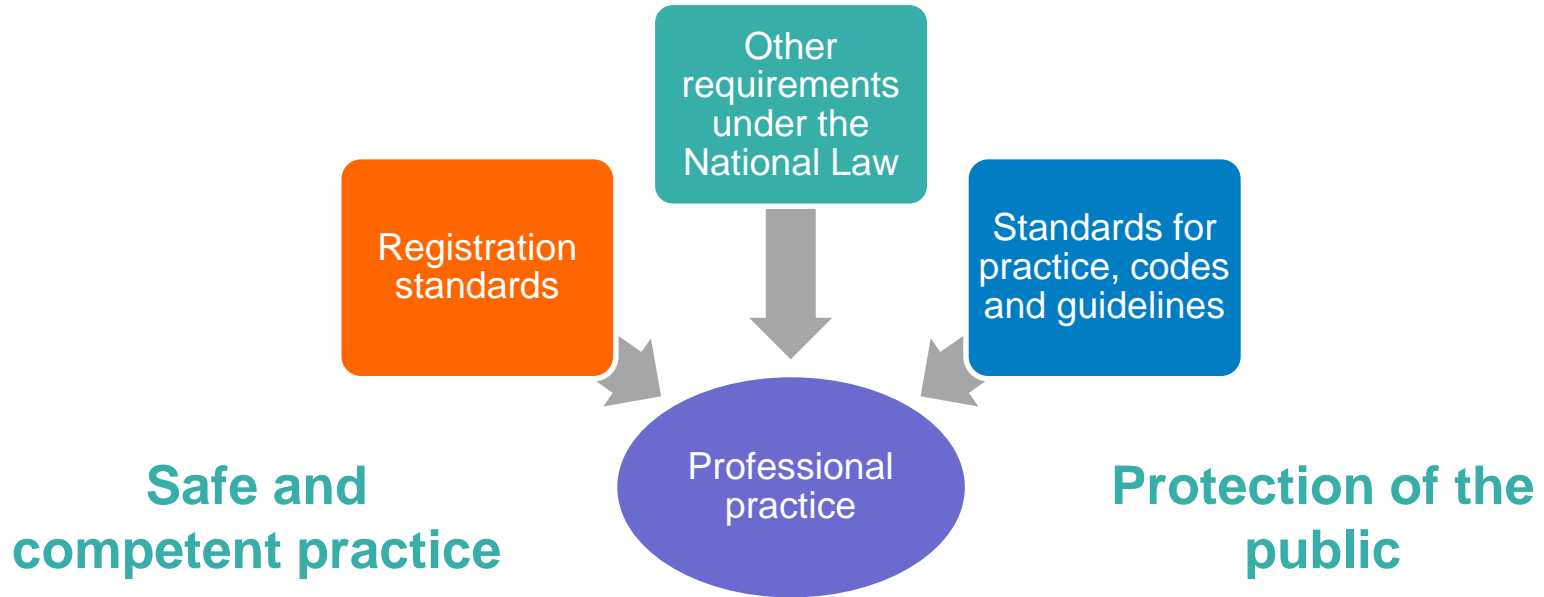 Other
requirements
under the
National Law
Registration
standards
Standards for
practice, codes
and guidelines
Professional
practice
Safe and
competent practice
Protection of the
public